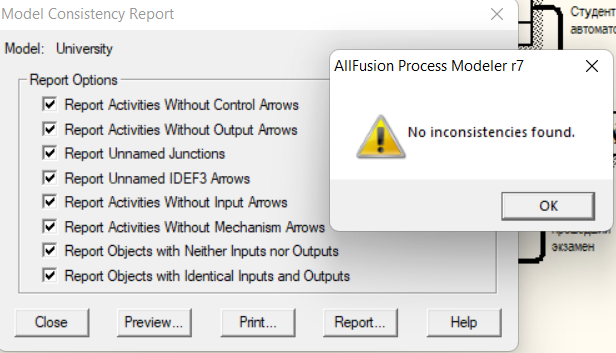 Model Consistency Report
Model: University
Report Options
Report Activities Without Control Arrows
Report Activities Without Output Arrows
Report Unnamed Junctions
Report Unnamed IDEF3 Arrows
Report Activities Without Input Arrows
Report Activities Without Mechanism Arrows
Report Objects with Neither Inputs nor Outputs
Report Objects with Identical Inputs and Outputs
Close
Preview...
Print...
Report...
Help
AllFusion Process Modeler r7
No inconsistencies found.
OK
Студент
автомато
экзамен